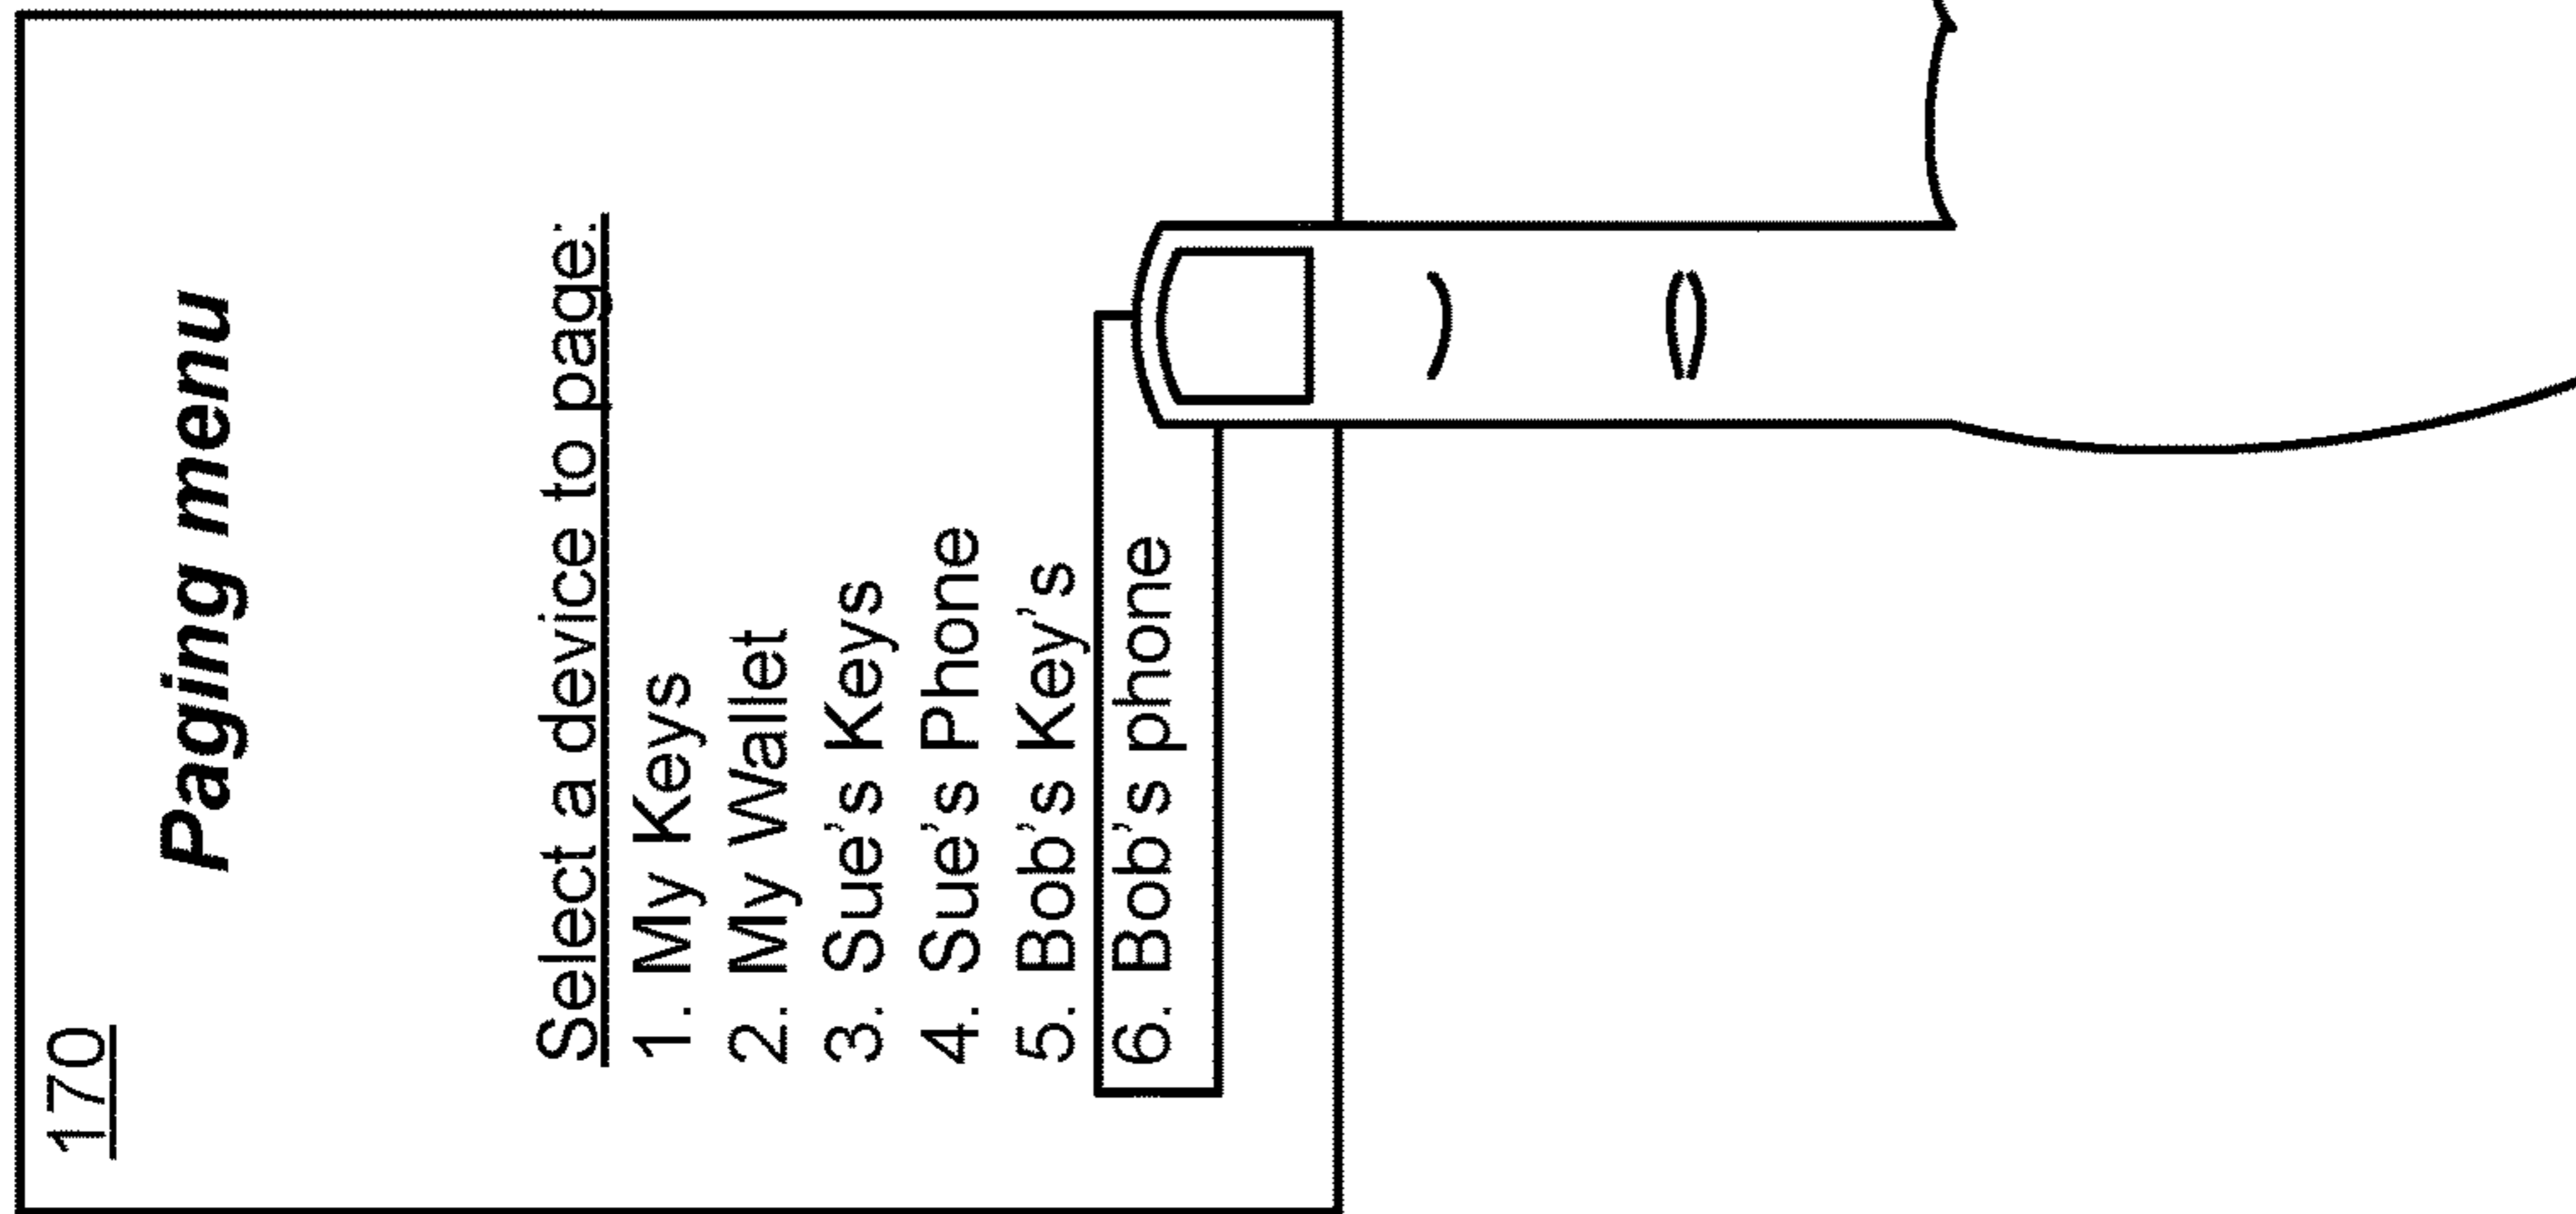 170
Paging menu
Select a device to page:
1. My Keys
2. My Wallet
3. Sue's Keys
4. Sue's Phone
5. Bob's Key's
6. Bob's phone